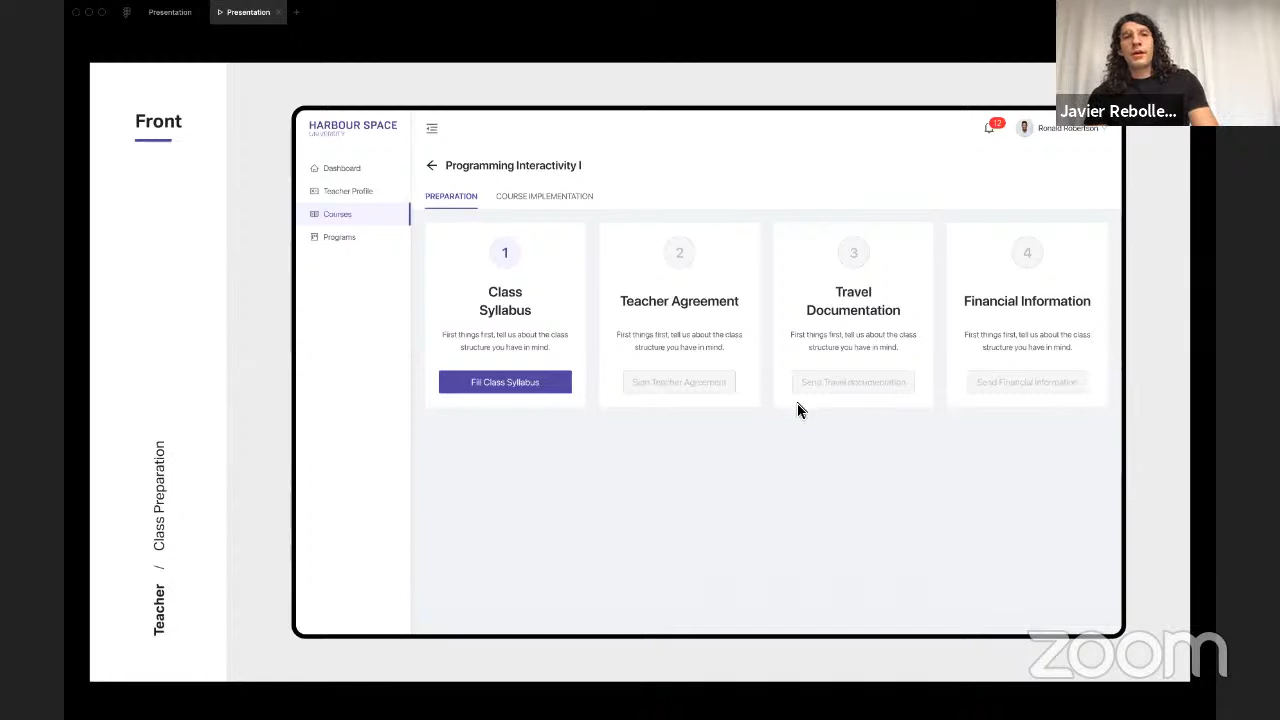 Presentation
Presentation
Javier Rebolle...
Front
HARBOUR SPACE
UNIVERSITY
12
Ronald Robertson
Dashboard
Programming Interactivity I
Teacher Profile
PREPARATION
COURSE IMPLEMENTATION
Courses
Programs
1
Class
Syllabus
First things first, tell us about the class
structure you have in mind.
Fill Class Syllabus
2
Teacher Agreement
First things first, tell us about the class
structure you have in mind.
Sign Teacher Agreement
3
Travel
Documentation
First things first, tell us about the class
structure you have in mind.
Send Travel documentation
4
Financial Information
First things first, tell us about the class
structure you have in mind.
Send Financial Information
Teacher / Class Preparation
zoom